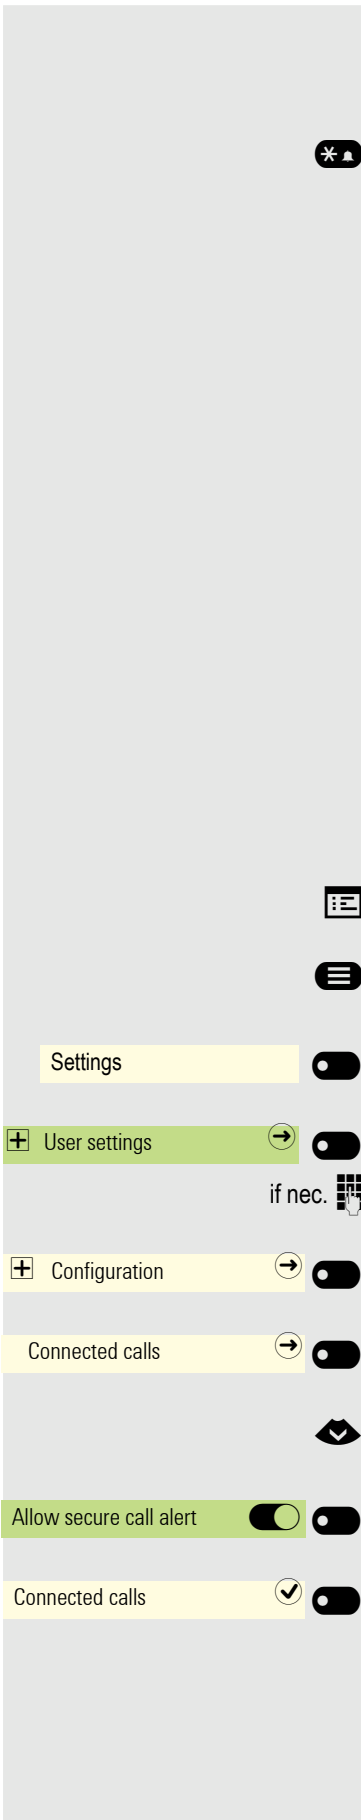 Settings
User settings
if nec.
Configuration
Connected calls
Allow secure call alert
Connected calls